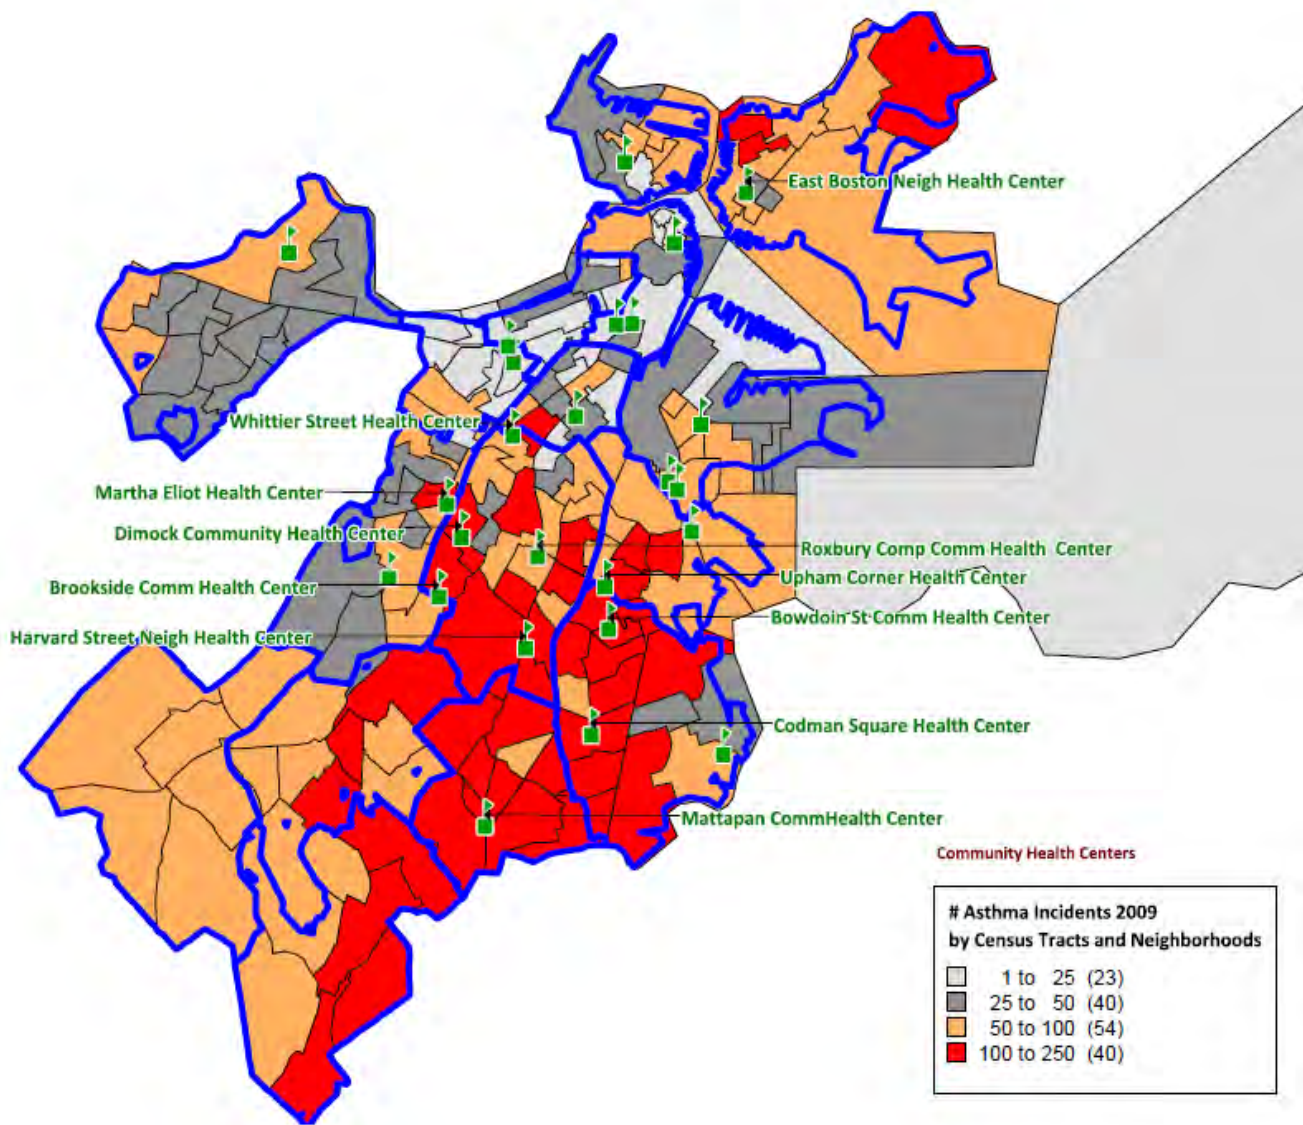 East Boston Neigh Health Center
Whittier Street Health Center
Martha Eliot Health Center
Dimock Community Health Center
Roxbury Comp Comm Health Center
Brookside Comm Health Center
Upham Corner Health Center
Bowdoin St Comm Health Center
Harvard Street Neigh Health Center
Codman Square Health Center
Mattapan CommHealth Center
Community Health Centers
# Asthma Incidents 2009
by Census Tracts and Neighborhoods
1 to 25 (23)
25 to 50 (40)
50 to 100 (54)
100 to 250 (40)